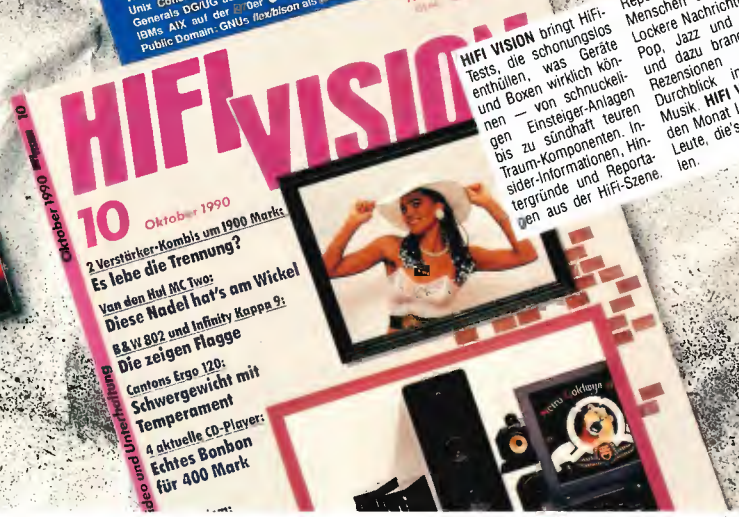 Unix
Generals DG/UG
IBMs AIX auf der 1970er
Public Domain: GNUs flex/bison als
HIFI VISION bringt HiFi-
Tests, die schonungslos
enthüllen, was Geräte
und Boxen wirklich kön-
nen — von schnuckeli-
gen Einsteiger-Anlagen
bis zu sündhaft teuren
Traum-Komponenten. In-
sider-Informationen, Hin-
tergründe und Reporta-
gen aus der HiFi-Szene.
Menschen
Lockere Nachricht
Pop, Jazz und
und dazu bran
Rezensionen
Durchblick in
Musik. HIFI V
den Monat
Leute, die's
len.
HIFI VISION
10
Oktober 1990
Oktober 1990
10
2 Verstärker-Kombis um 1900 Mark:
Es lebe die Trennung?
Van den Hul MC Two:
Diese Nadel hat's am Wickel
B&W 802 und Infinity Kappa 9:
Die zeigen Flagge
Cantons Ergo 120:
Schwergewicht mit
Temperament
4 aktuelle CD-Player:
Echtes Bonbon
für 400 Mark
ideo und Unterhaltung
etro Goldwyn